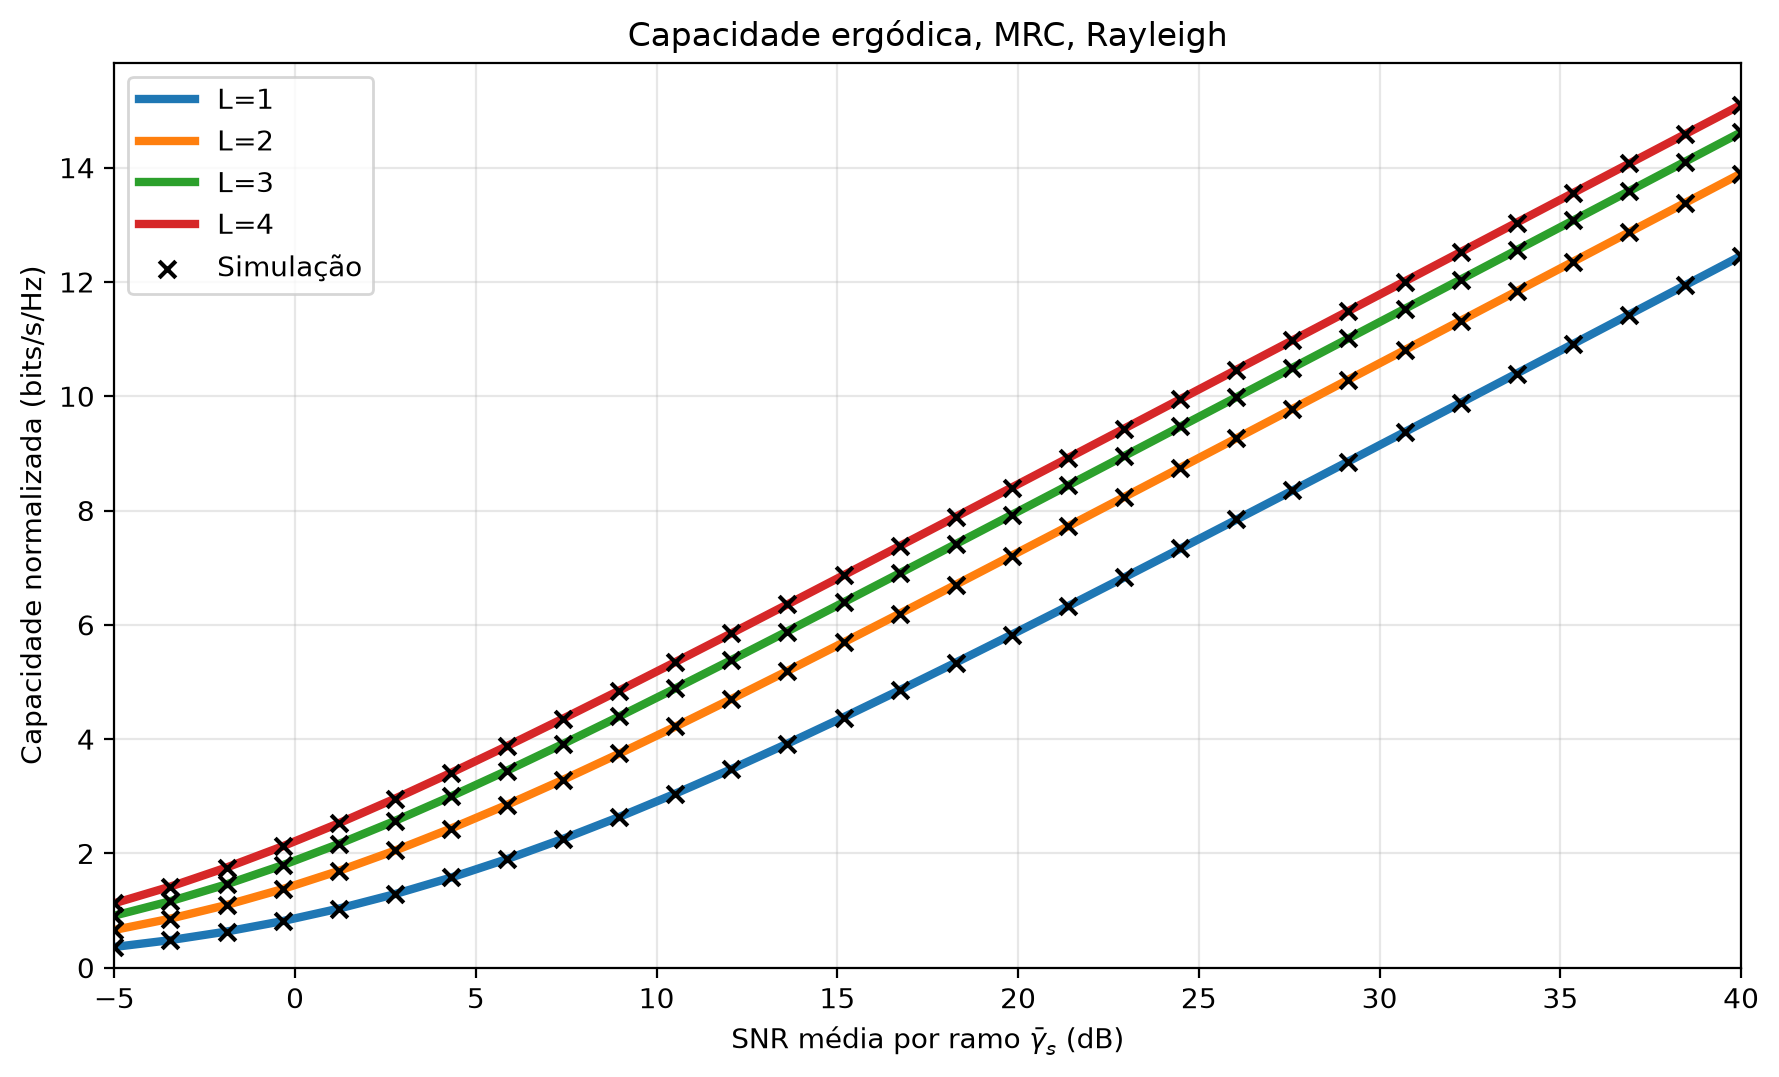 Capacidade ergódica, MRC, Rayleigh
L=1
L=2
L=3
L=4
Simulação
Capacidade normalizada (bits/s/Hz)
14
12
10
8
6
4
2
0
−5 0 5 10 15 20 25 30 35 40
SNR média por ramo γ̄ₛ (dB)